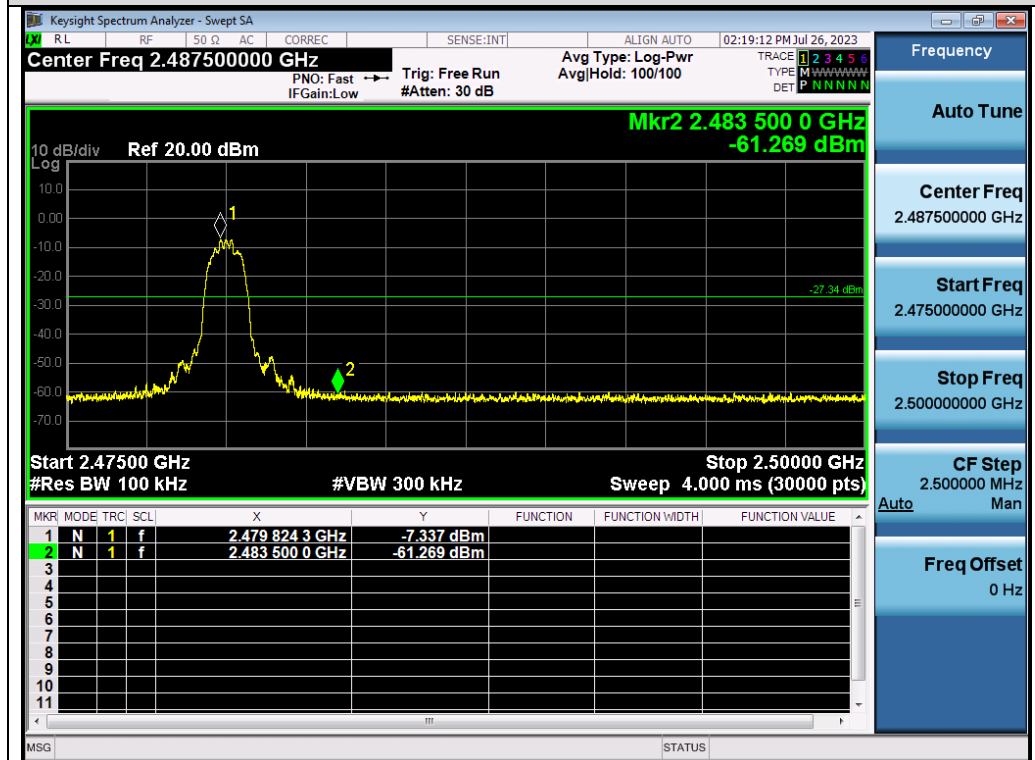 Keysight Spectrum Analyzer - Swept SA
LXI RL RF 50 Ω AC CORREC SENSE:INT ALIGN AUTO 02:19:12 PM Jul 26, 2023
Center Freq 2.487500000 GHz
PNO: Fast
IFGain:Low
Trig: Free Run
#Atten: 30 dB
Avg Type: Log-Pwr
Avg|Hold: 100/100
TRACE 1 2 3 4 5 6
TYPE M WWWWW
DET P N N N N N
Mkr2 2.483 500 0 GHz
-61.269 dBm
10 dB/div Ref 20.00 dBm
Log
10.0
0.00
-10.0
-20.0
-30.0
-40.0
-50.0
-60.0
-70.0
1
2
-27.34 dBm
Start 2.47500 GHz Stop 2.50000 GHz
#Res BW 100 kHz #VBW 300 kHz Sweep 4.000 ms (30000 pts)
MKR MODE TRC SCL X Y FUNCTION FUNCTION WIDTH FUNCTION VALUE
1 N 1 f 2.479 824 3 GHz -7.337 dBm
2 N 1 f 2.483 500 0 GHz -61.269 dBm
3
4
5
6
7
8
9
10
11
MSG STATUS
Frequency
Auto Tune
Center Freq
2.487500000 GHz
Start Freq
2.475000000 GHz
Stop Freq
2.500000000 GHz
CF Step
2.500000 MHz
Auto Man
Freq Offset
0 Hz